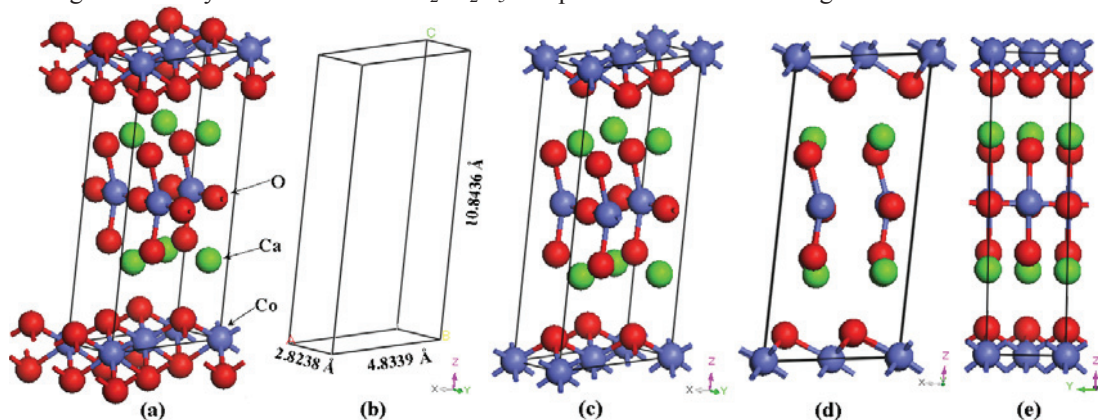 C
O
Ca
Co
10.8436 Å
A
B
2.8238 Å
4.8339 Å
Z
X
Y
Z
X
Y
Z
X
Z
Y
(a)
(b)
(c)
(d)
(e)